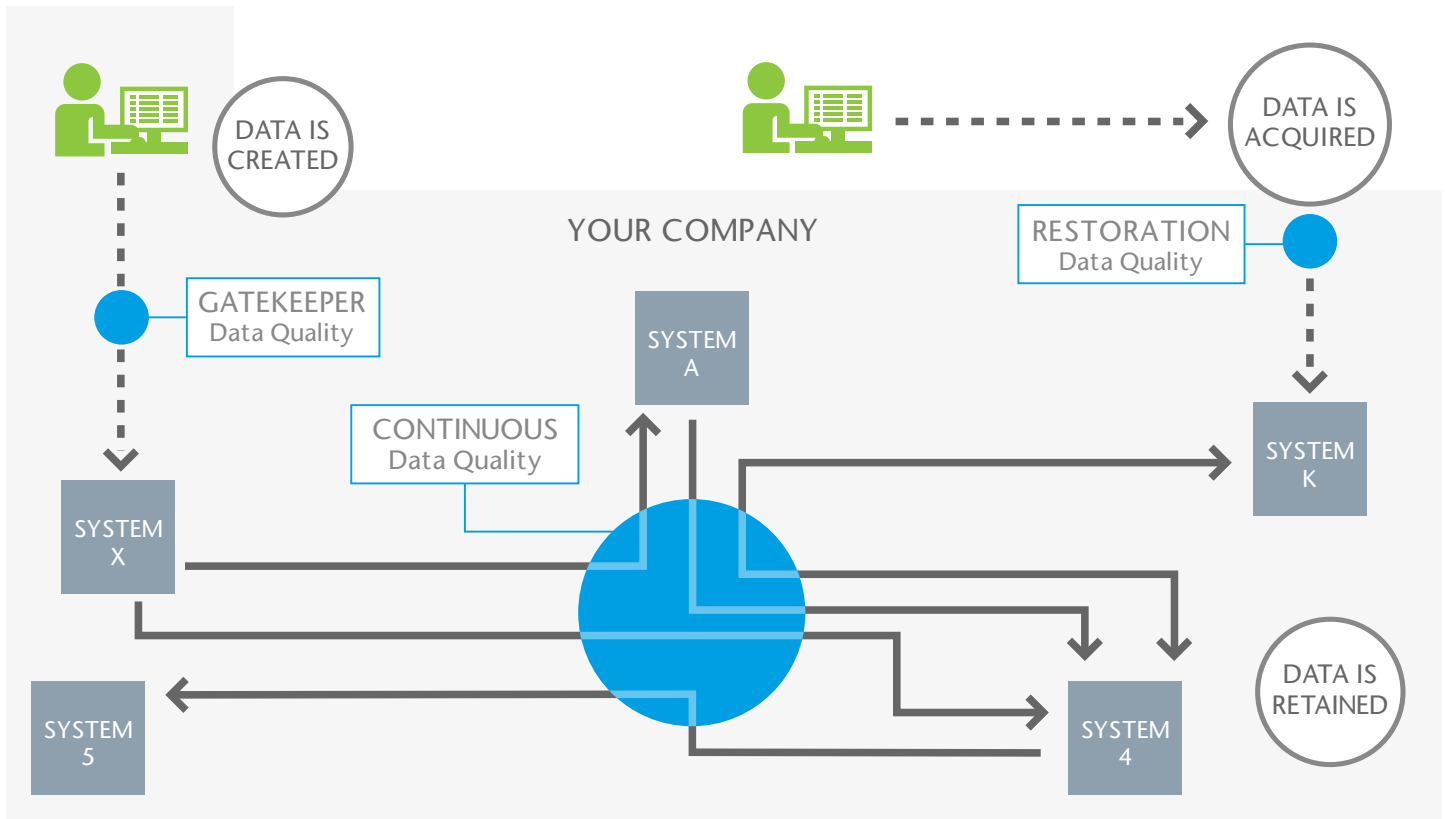 DATA IS
CREATED
DATA IS
ACQUIRED
YOUR COMPANY
RESTORATION
Data Quality
GATEKEEPER
Data Quality
SYSTEM
A
CONTINUOUS
Data Quality
SYSTEM
K
SYSTEM
X
DATA IS
RETAINED
SYSTEM
5
SYSTEM
4